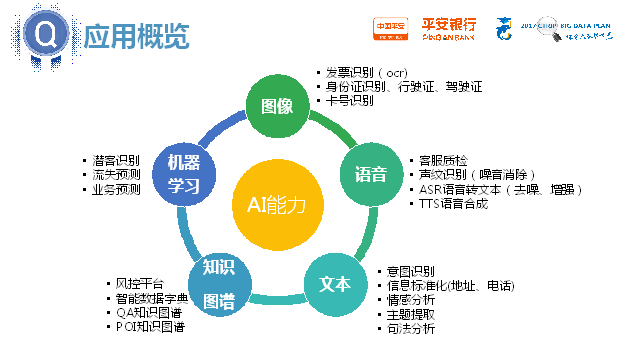 Q
应用概览
中国平安
平安银行
PING AN BANK
2017 CTRIP BIG DATA PLAN
图像
发票识别（ocr)
身份证识别、行驶证、驾驶证
卡号识别
机器
学习
潜客识别
流失预测
业务预测
AI能力
语音
客服质检
声纹识别（噪音消除）
ASR语音转文本（去噪、增强）
TTS语音合成
知识
图谱
风控平台
智能数据字典
QA知识图谱
POI知识图谱
文本
意图识别
信息标准化(地址、电话)
情感分析
主题提取
句法分析